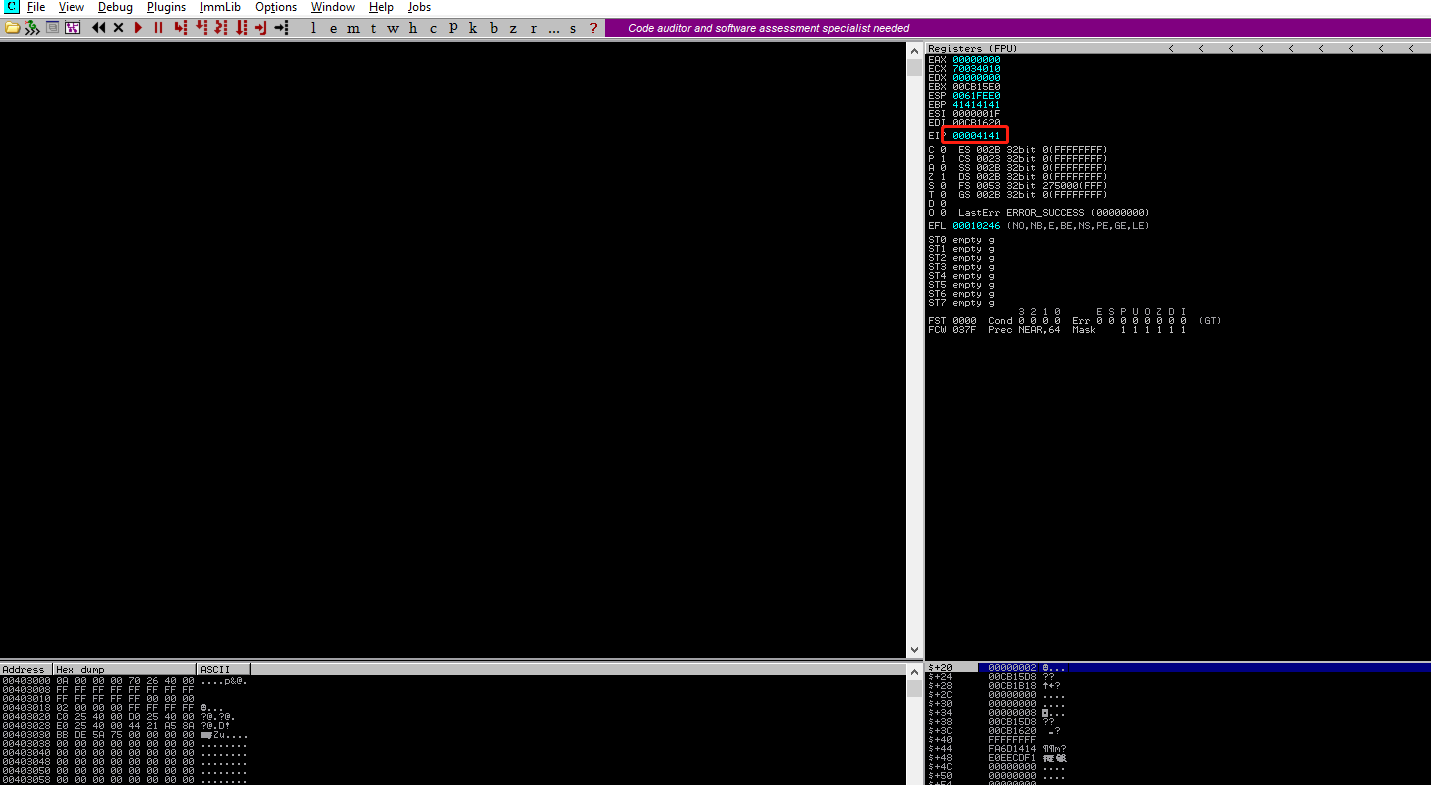 C File View Debug Plugins ImmLib Options Window Help Jobs
l e m t w h c P k b z r ... s ? Code auditor and software assessment specialist needed
Registers (FPU) < < < < < < < < <
EAX 00000000
ECX 70034010
EDX 00000000
EBX 00CB15E0
ESP 0061FEE0
EBP 41414141
ESI 0000001F
EDI 00CB1620
EIP 00004141
C 0 ES 002B 32bit 0(FFFFFFFF)
P 1 CS 0023 32bit 0(FFFFFFFF)
A 0 SS 002B 32bit 0(FFFFFFFF)
Z 1 DS 002B 32bit 0(FFFFFFFF)
S 0 FS 0053 32bit 275000(FFF)
T 0 GS 002B 32bit 0(FFFFFFFF)
D 0
O 0 LastErr ERROR_SUCCESS (00000000)
EFL 00010246 (NO,NB,E,BE,NS,PE,GE,LE)
ST0 empty g
ST1 empty g
ST2 empty g
ST3 empty g
ST4 empty g
ST5 empty g
ST6 empty g
ST7 empty g
3 2 1 0 E S P U O Z D I
FST 0000 Cond 0 0 0 0 Err 0 0 0 0 0 0 0 0 (GT)
FCW 037F Prec NEAR,64 Mask 1 1 1 1 1 1
Address Hex dump ASCII
00403000 0A 00 00 00 70 26 40 00 ....p&@.
00403008 FF FF FF FF FF FF FF FF
00403010 FF FF FF FF FF 00 00 00
00403018 02 00 00 00 FF FF FF FF
00403020 C0 25 40 00 D0 25 40 00 ?@.?@.
00403028 E0 25 40 00 44 21 A5 8A ?@.D!
00403030 BB DE 5A 75 00 00 00 00 Zu....
00403038 00 00 00 00 00 00 00 00 ........
00403040 00 00 00 00 00 00 00 00 ........
00403048 00 00 00 00 00 00 00 00 ........
00403050 00 00 00 00 00 00 00 00 ........
00403058 00 00 00 00 00 00 00 00 ........
$+20 00000002
$+24 00CB15D8 ??
$+28 00CB1B18
$+2C 00000000 ....
$+30 00000000 ....
$+34 00000008
$+38 00CB15D8 ??
$+3C 00CB1620 _?
$+40 FFFFFFFF
$+44 FA6D1414 ¶¶m?
$+48 E0EECDF1
$+4C 00000000 ....
$+50 00000000 ....